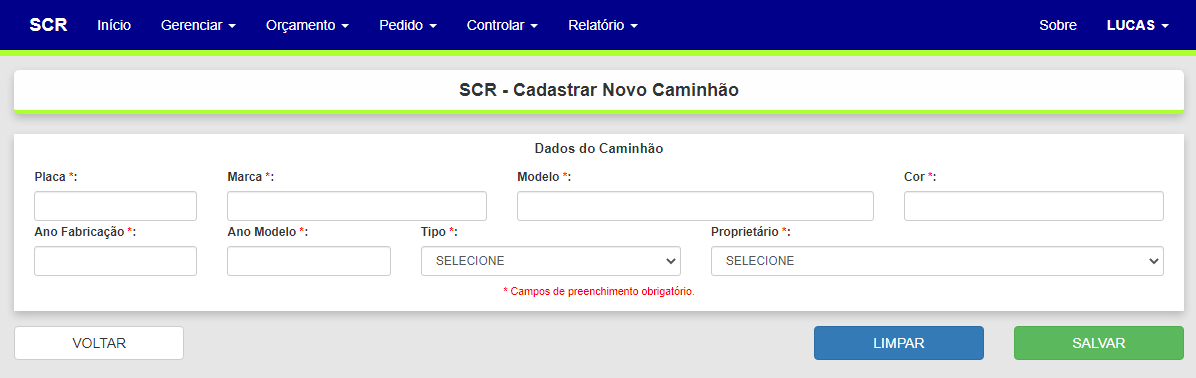 SCR Início Gerenciar Orçamento Pedido Controlar Relatório Sobre LUCAS
SCR - Cadastrar Novo Caminhão
Dados do Caminhão
Placa *: Marca *: Modelo *: Cor *:
Ano Fabricação *: Ano Modelo *: Tipo *: Proprietário *:
SELECIONE SELECIONE
* Campos de preenchimento obrigatório.
VOLTAR LIMPAR SALVAR